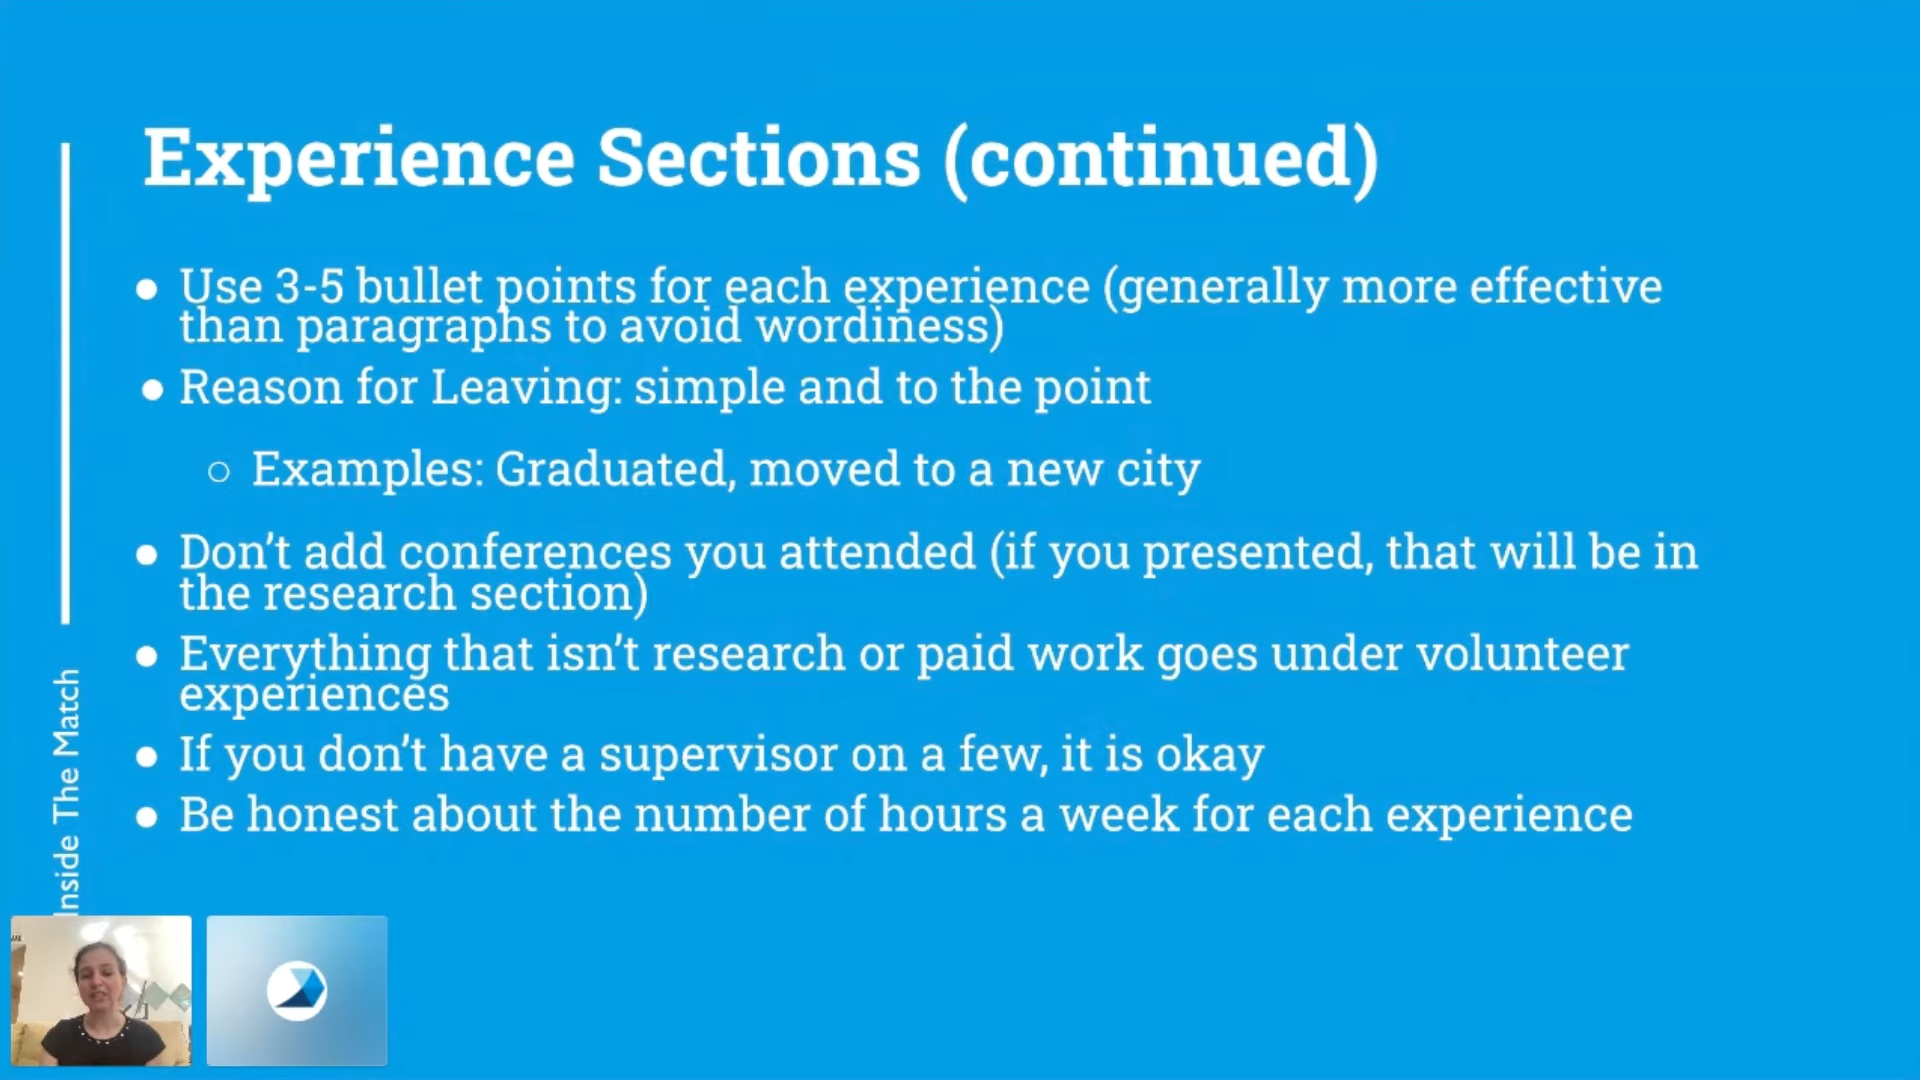 Experience Sections (continued)
● Use 3-5 bullet points for each experience (generally more effective
than paragraphs to avoid wordiness)
● Reason for Leaving: simple and to the point
○ Examples: Graduated, moved to a new city
● Don’t add conferences you attended (if you presented, that will be in
the research section)
● Everything that isn’t research or paid work goes under volunteer
experiences
● If you don’t have a supervisor on a few, it is okay
● Be honest about the number of hours a week for each experience
Inside The Match